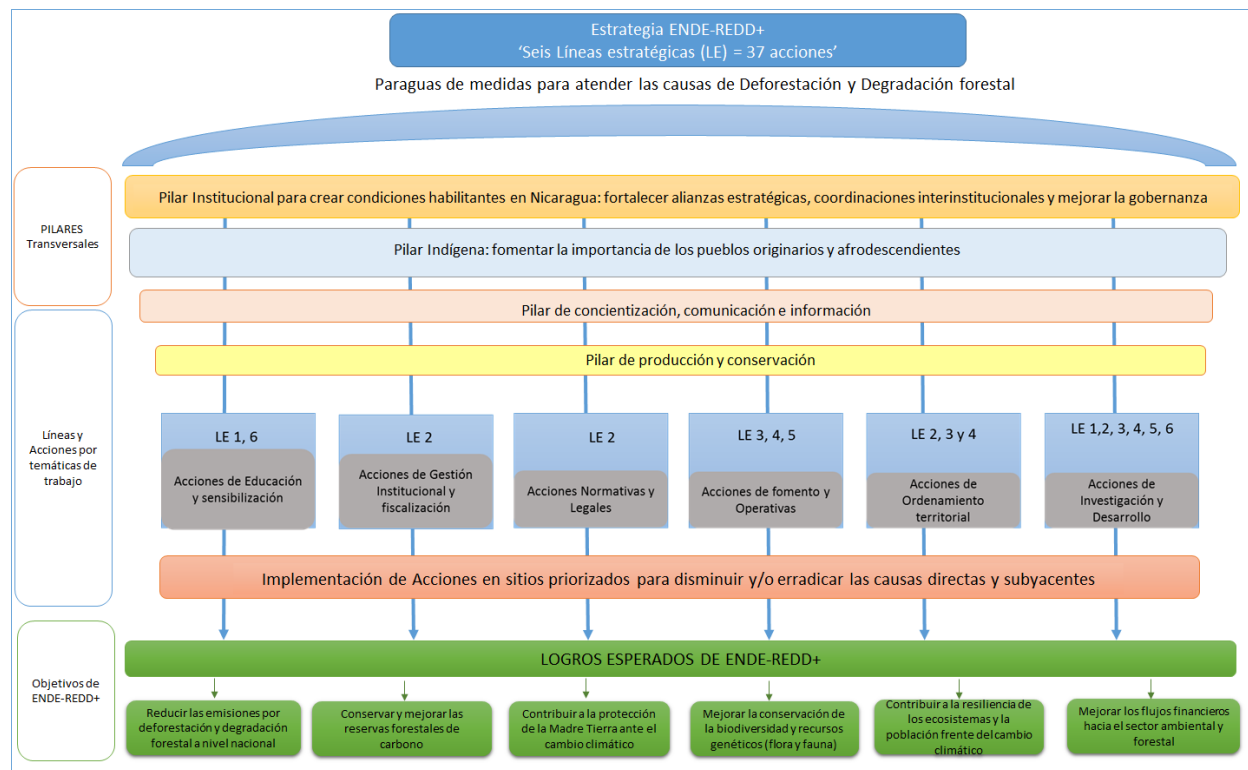 Estrategia ENDE-REDD+
‘Seis Líneas estratégicas (LE) = 37 acciones’
Paraguas de medidas para atender las causas de Deforestación y Degradación forestal
PILARES
Transversales
Pilar Institucional para crear condiciones habilitantes en Nicaragua: fortalecer alianzas estratégicas, coordinaciones interinstitucionales y mejorar la gobernanza
Pilar Indígena: fomentar la importancia de los pueblos originarios y afrodescendientes
Pilar de concientización, comunicación e información
Pilar de producción y conservación
Líneas y
Acciones por
temáticas de
trabajo
LE 1, 6
Acciones de Educación
y sensibilización
LE 2
Acciones de Gestión
Institucional y
fiscalización
LE 2
Acciones Normativas y
Legales
LE 3, 4, 5
Acciones de fomento y
Operativas
LE 2, 3 y 4
Acciones de
Ordenamiento
territorial
LE 1,2, 3, 4, 5, 6
Acciones de
Investigación y
Desarrollo
Implementación de Acciones en sitios priorizados para disminuir y/o erradicar las causas directas y subyacentes
Objetivos de
ENDE-REDD+
LOGROS ESPERADOS DE ENDE-REDD+
Reducir las emisiones por
deforestación y degradación
forestal a nivel nacional
Conservar y mejorar las
reservas forestales de
carbono
Contribuir a la protección
de la Madre Tierra ante el
cambio climático
Mejorar la conservación de
la biodiversidad y recursos
genéticos (flora y fauna)
Contribuir a la resiliencia de
los ecosistemas y la
población frente del cambio
climático
Mejorar los flujos financieros
hacia el sector ambiental y
forestal